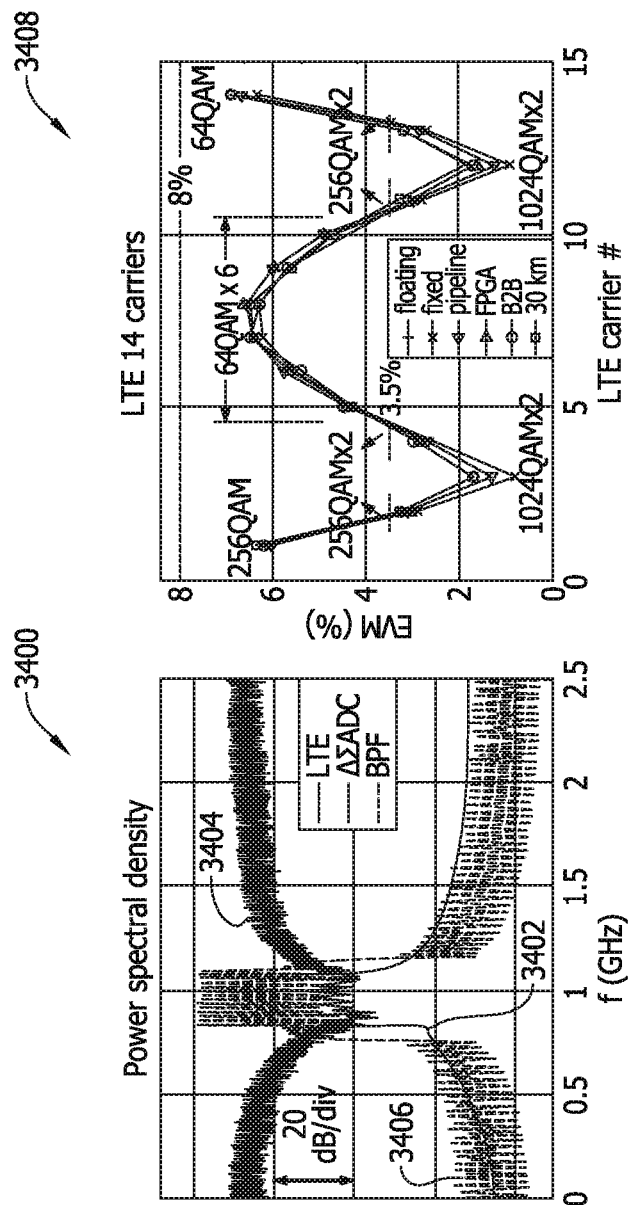 3400
Power spectral density
3404
LTE
ΔΣADC
BPF
20
dB/div
3406
3402
0
0.5
1
1.5
2
2.5
f (GHz)
3408
LTE 14 carriers
8
6
4
2
0
EVM (%)
8%
256QAM
64QAM x 6
64QAM
256QAMx2
3.5%
256QAMx2
1024QAMx2
1024QAMx2
floating
fixed
pipeline
FPGA
B2B
30 km
0
5
10
15
LTE carrier #